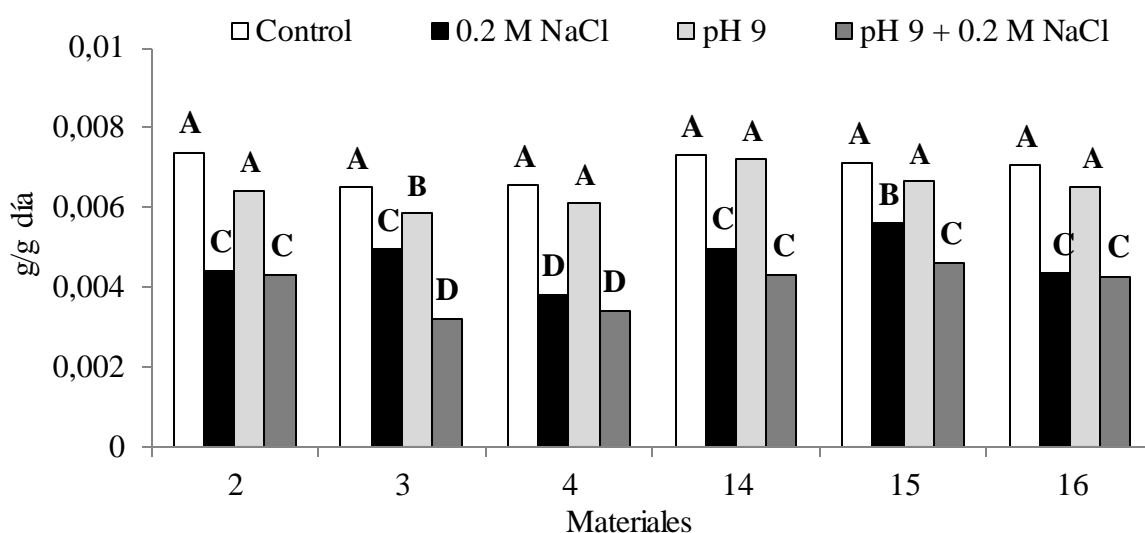 Control 0.2 M NaCl pH 9 pH 9 + 0.2 M NaCl
0,01
0,008
0,006
0,004
0,002
0
g/g día
A C A C
A C B D
A D A D
A C A C
A B A C
A C A C
2 3 4 14 15 16
Materiales